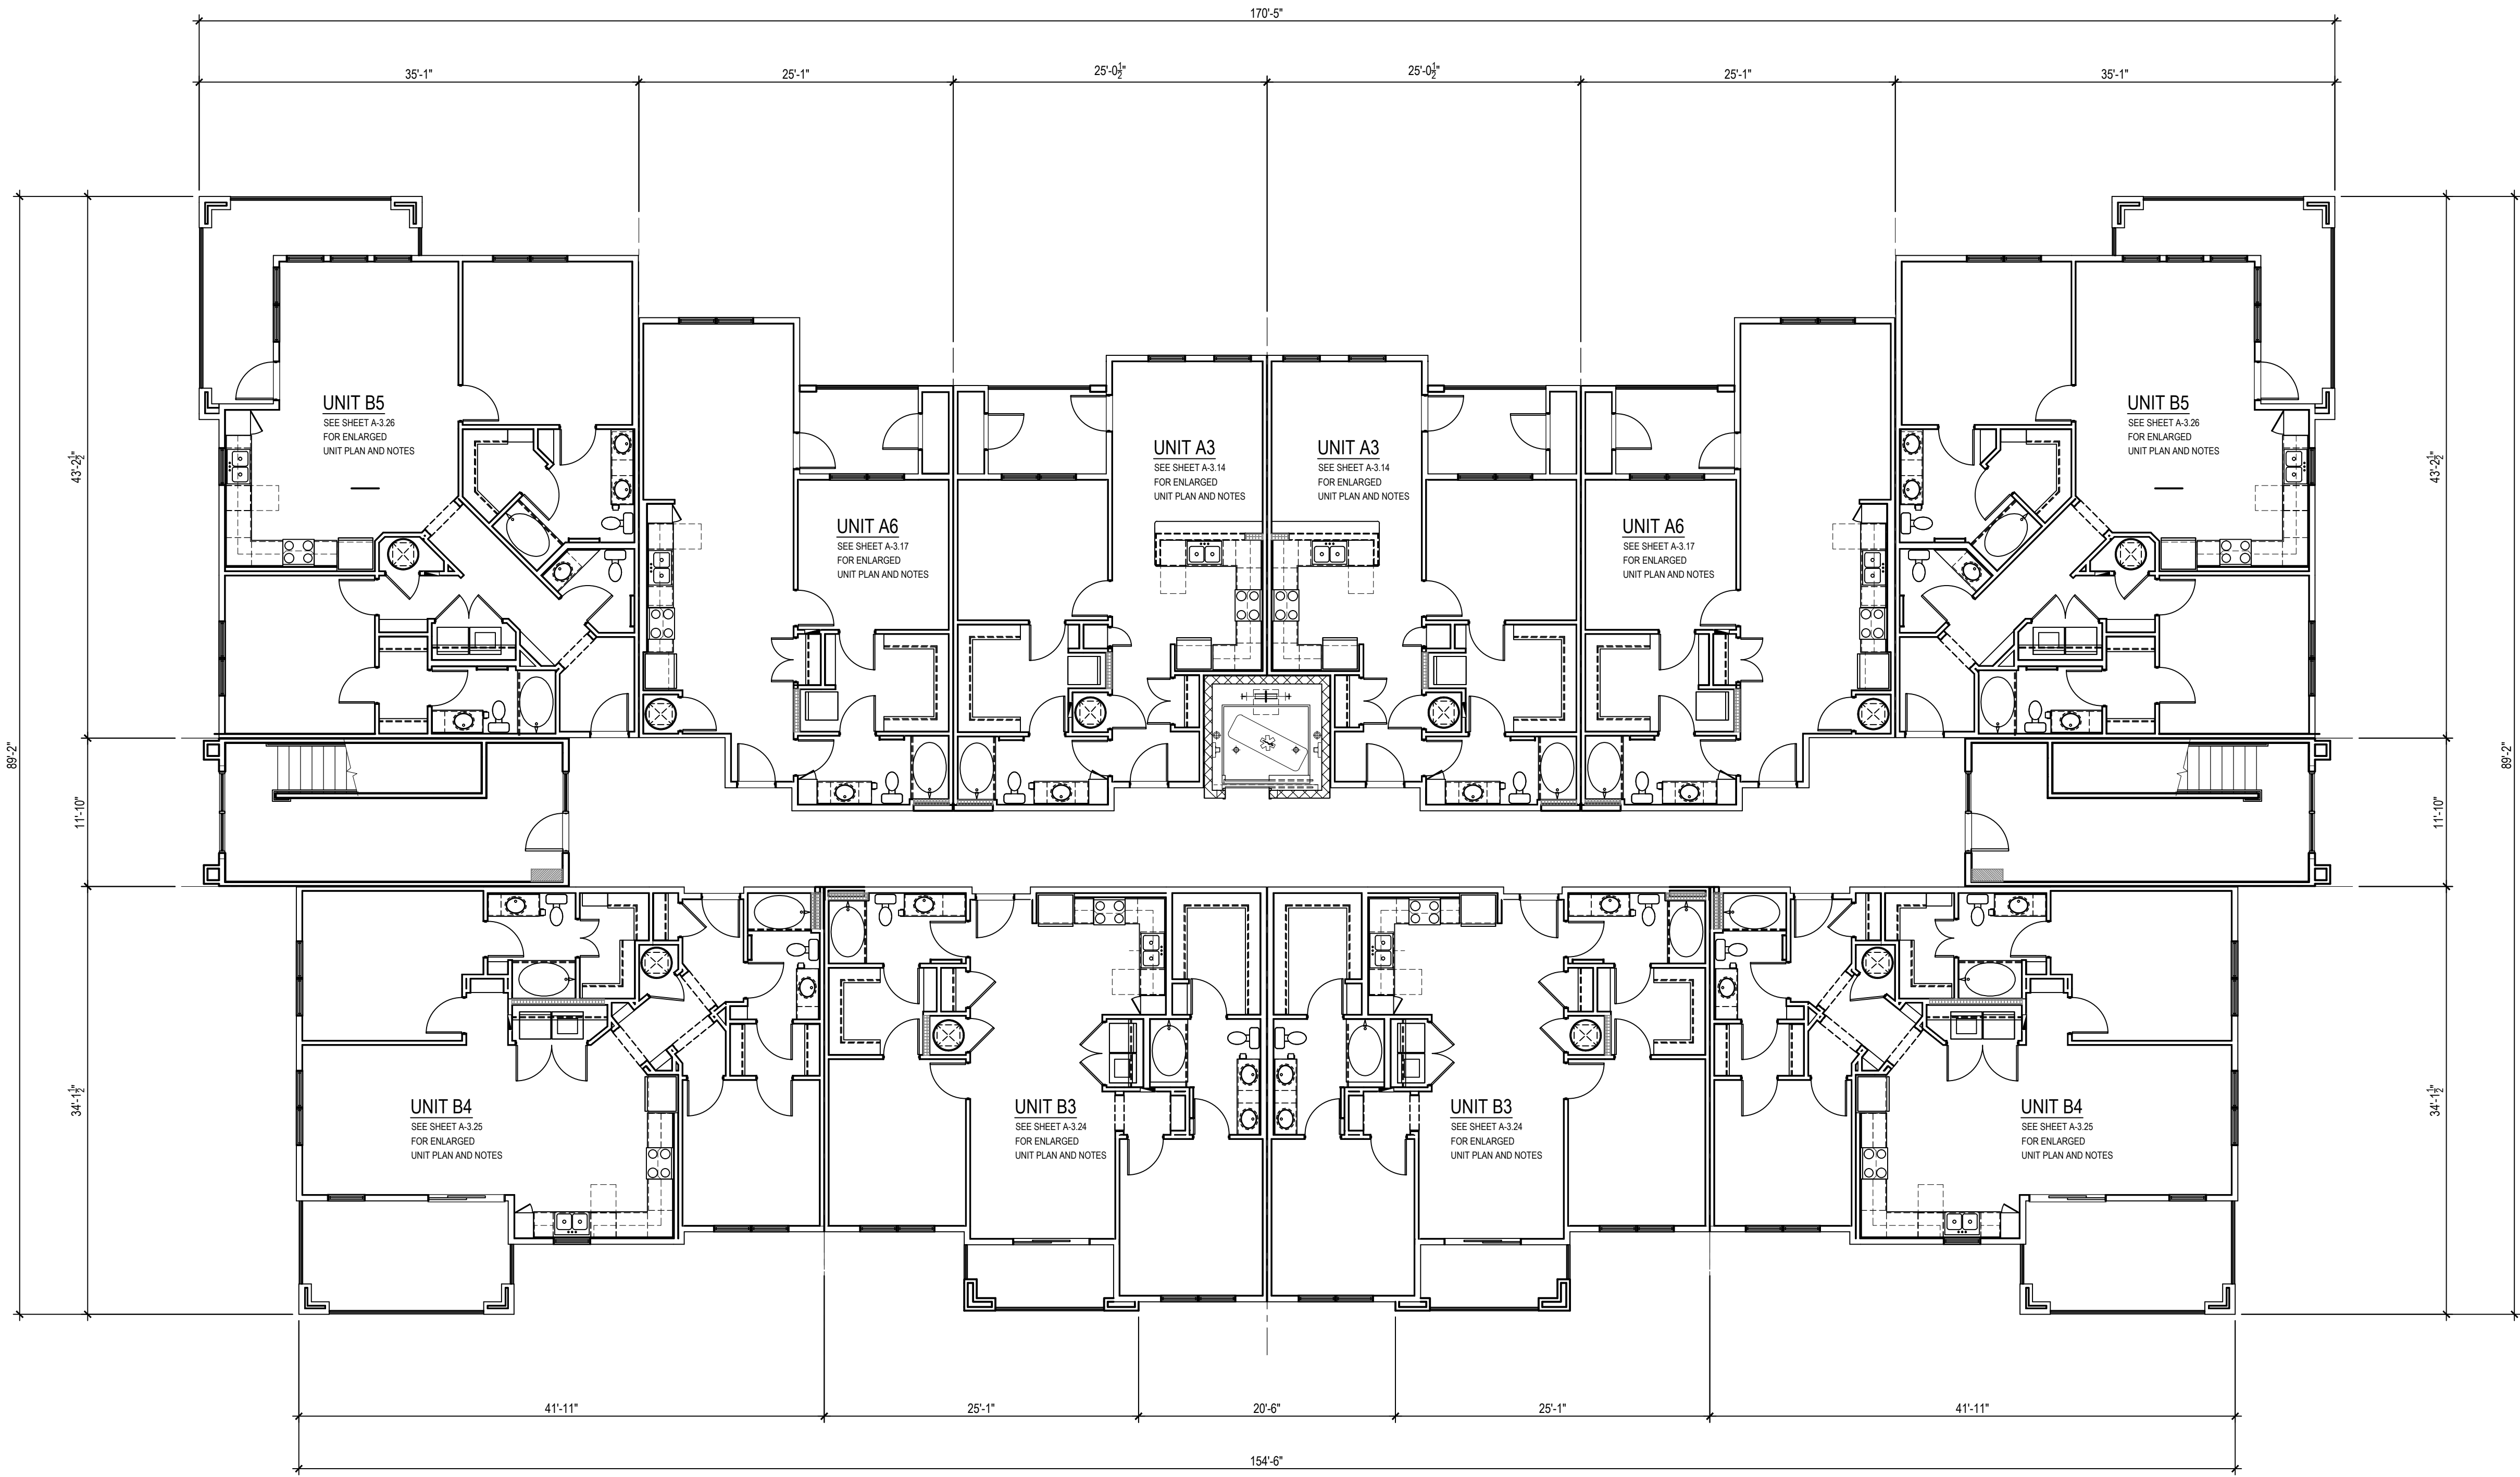 170'-5"
35'-1"
25'-1"
25'-0½"
25'-0½"
25'-1"
35'-1"
UNIT B5
SEE SHEET A-3.26
FOR ENLARGED
UNIT PLAN AND NOTES
UNIT A6
SEE SHEET A-3.17
FOR ENLARGED
UNIT PLAN AND NOTES
UNIT A3
SEE SHEET A-3.14
FOR ENLARGED
UNIT PLAN AND NOTES
UNIT A3
SEE SHEET A-3.14
FOR ENLARGED
UNIT PLAN AND NOTES
UNIT A6
SEE SHEET A-3.17
FOR ENLARGED
UNIT PLAN AND NOTES
UNIT B5
SEE SHEET A-3.26
FOR ENLARGED
UNIT PLAN AND NOTES
43'-2½"
43'-2½"
89'-2"
89'-2"
11'-10"
11'-10"
34'-1½"
34'-1½"
UNIT B4
SEE SHEET A-3.25
FOR ENLARGED
UNIT PLAN AND NOTES
UNIT B3
SEE SHEET A-3.24
FOR ENLARGED
UNIT PLAN AND NOTES
UNIT B3
SEE SHEET A-3.24
FOR ENLARGED
UNIT PLAN AND NOTES
UNIT B4
SEE SHEET A-3.25
FOR ENLARGED
UNIT PLAN AND NOTES
41'-11"
25'-1"
20'-6"
25'-1"
41'-11"
154'-6"